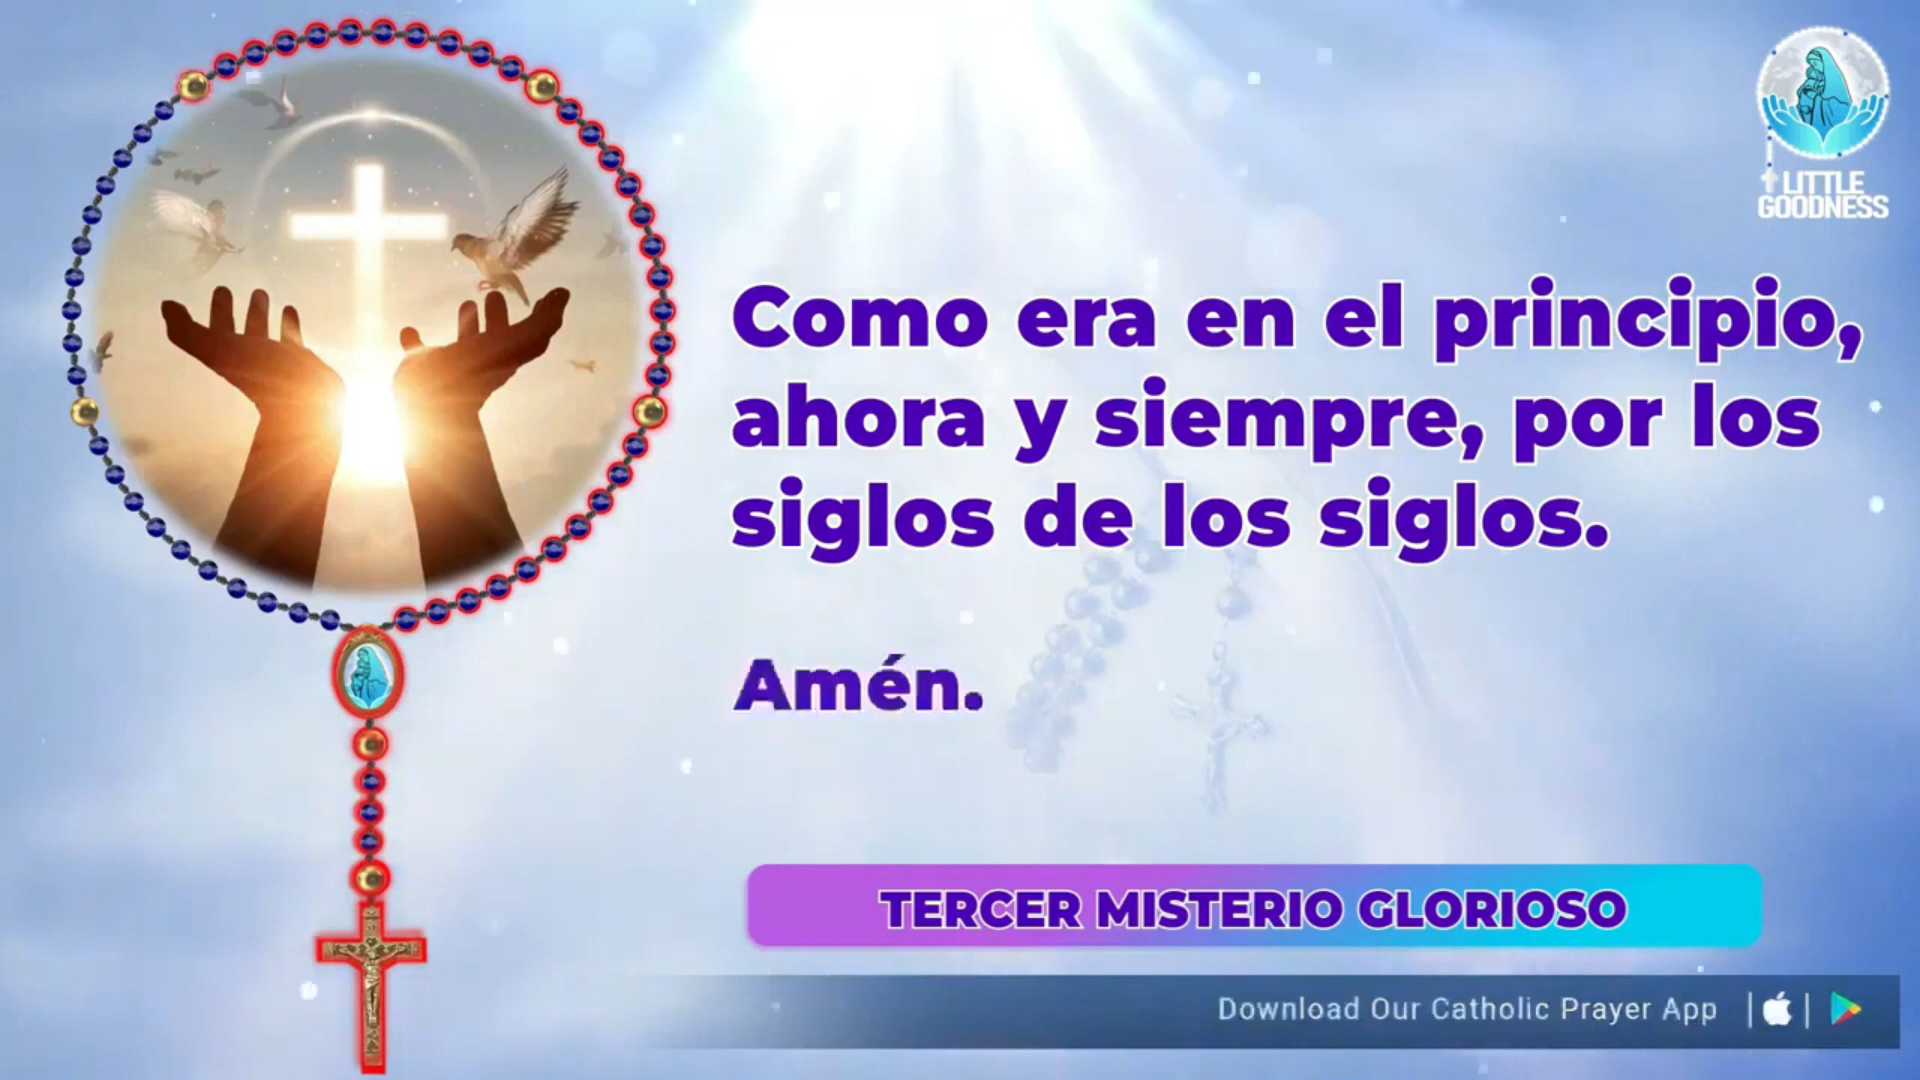 LITTLE
GOODNESS
Como era en el principio,
ahora y siempre, por los
siglos de los siglos.
Amén.
TERCER MISTERIO GLORIOSO
Download Our Catholic Prayer App